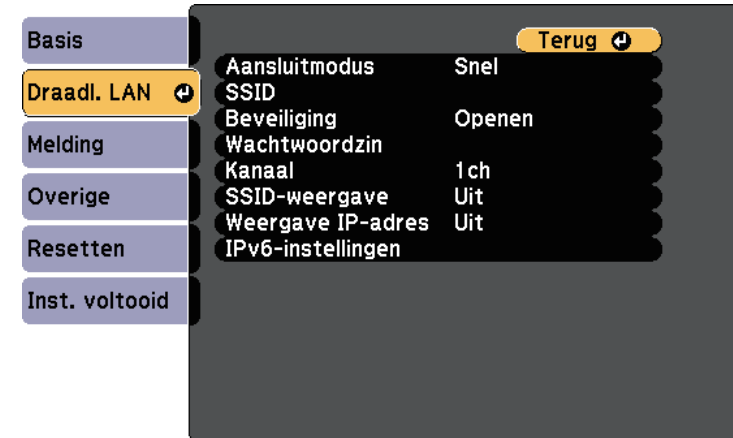 Basis
Draadl. LAN
Melding
Overige
Resetten
Inst. voltooid
Terug
Aansluitmodus Snel
SSID
Beveiliging Openen
Wachtwoordzin
Kanaal 1ch
SSID-weergave Uit
Weergave IP-adres Uit
IPv6-instellingen